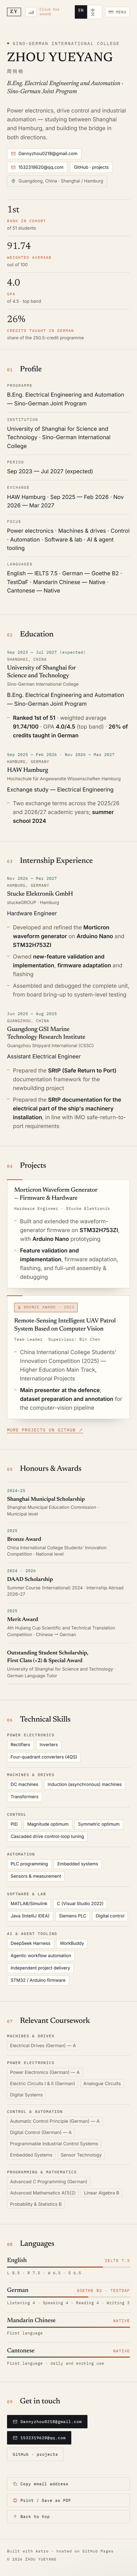 ZY
Click the sound
EN
中
MENU
SINO-GERMAN INTERNATIONAL COLLEGE
ZHOU YUEYANG
周悦楊
B.Eng. Electrical Engineering and Automation ·
Sino-German Joint Program
Power electronics, drive control and industrial
automation — studying between
Shanghai and Hamburg, building the bridge in
both directions.
Dannyzhou0218@gmail.com
1532319620@qq.com
GitHub · projects
Guangdong, China · Shanghai / Hamburg
1st
RANK IN COHORT
of 51 students
91.74
WEIGHTED AVERAGE
out of 100
4.0
GPA
of 4.5 · top band
26%
CREDITS TAUGHT IN GERMAN
share of the 250.5-credit programme
01 Profile
PROGRAMME
B.Eng. Electrical Engineering and Automation
— Sino-German Joint Program
INSTITUTION
University of Shanghai for Science and
Technology · Sino-German International
College
PERIOD
Sep 2023 — Jul 2027 (expected)
EXCHANGE
HAW Hamburg · Sep 2025 — Feb 2026 · Nov
2026 — Mar 2027
FOCUS
Power electronics · Machines & drives · Control
· Automation · Software & lab · AI & agent
tooling
LANGUAGES
English — IELTS 7.5 · German — Goethe B2 ·
TestDaF · Mandarin Chinese — Native ·
Cantonese — Native
02 Education
Sep 2023 — Jul 2027 (expected)
SHANGHAI, CHINA
University of Shanghai for
Science and Technology
Sino-German International College
B.Eng. Electrical Engineering and Automation
— Sino-German Joint Program
Ranked 1st of 51 · weighted average
91.74/100 · GPA 4.0/4.5 (top band) · 26% of
credits taught in German
Sep 2025 — Feb 2026 · Nov 2026 — Mar 2027
HAMBURG, GERMANY
HAW Hamburg
Hochschule für Angewandte Wissenschaften Hamburg
Exchange study — Electrical Engineering
Two exchange terms across the 2025/26
and 2026/27 academic years; summer
school 2024
03 Internship Experience
Nov 2026 — Mar 2027
HAMBURG, GERMANY
Stucke Elektronik GmbH
stuckeGROUP · Hamburg
Hardware Engineer
Developed and refined the Morticorn
waveform generator on Arduino Nano and
STM32H753ZI
Owned new-feature validation and
implementation, firmware adaptation and
flashing
Assembled and debugged the complete unit,
from board bring-up to system-level testing
Jun 2025 — Aug 2025
GUANGZHOU, CHINA
Guangdong GSI Marine
Technology Research Institute
Guangzhou Shipyard International (CSSC)
Assistant Electrical Engineer
Prepared the SRIP (Safe Return to Port)
documentation framework for the
newbuilding project
Prepared the SRtP documentation for the
electrical part of the ship's machinery
installation, in line with IMO safe-return-to-
port requirements
04 Projects
Morticorn Waveform Generator
— Firmware & Hardware
Hardware Engineer · Stucke Elektronik
Built and extended the waveform-
generator firmware on STM32H753ZI,
with Arduino Nano prototyping
Feature validation and
implementation, firmware adaptation,
flashing, and full-unit assembly &
debugging
BRONZE AWARD · 2025
Remote-Sensing Intelligent UAV Patrol
System Based on Computer Vision
China International College Students'
Innovation Competition (2025) —
Higher Education Main Track,
International Projects
Main presenter at the defence;
dataset preparation and annotation for
the computer-vision pipeline
MORE PROJECTS ON GITHUB ↗
05 Honours & Awards
2024–25
Shanghai Municipal Scholarship
Shanghai Municipal Education Commission ·
Municipal level
2025
Bronze Award
China International College Students' Innovation
Competition · National level
2024 · 2026
DAAD Scholarship
Summer Course (International) 2024 · Internship Abroad
2026–27
2025
Merit Award
4th Hujiang Cup Scientific and Technical Translation
Competition · Chinese → German
Outstanding Student Scholarship,
First Class (×2) & Special Award
University of Shanghai for Science and Technology ·
German Language Tutor
06 Technical Skills
POWER ELECTRONICS
Rectifiers
Inverters
Four-quadrant converters (4QS)
MACHINES & DRIVES
DC machines
Induction (asynchronous) machines
Transformers
CONTROL
PID
Magnitude optimum
Symmetric optimum
Cascaded drive control-loop tuning
AUTOMATION
PLC programming
Embedded systems
Sensors & measurement
SOFTWARE & LAB
MATLAB/Simulink
C (Visual Studio 2022)
Java (IntelliJ IDEA)
Siemens PLC
Digital control
AI & AGENT TOOLING
DeepSeek Harness
WorkBuddy
Agentic workflow automation
Independent project delivery
STM32 / Arduino firmware
07 Relevant Coursework
MACHINES & DRIVES
Electrical Drives (German) — A
POWER ELECTRONICS
Power Electronics (German) — A
Electric Circuits I & II (German)
Analogue Circuits
Digital Systems
CONTROL & AUTOMATION
Automatic Control Principle (German) — A
Digital Control (German) — A
Programmable Industrial Control Systems
Embedded Systems
Sensor Technology
PROGRAMMING & MATHEMATICS
Advanced C Programming (German)
Advanced Mathematics A(1)(2)
Linear Algebra B
Probability & Statistics B
08 Languages
English
IELTS 7.5
German
GOETHE B2 · TESTDAF
Mandarin Chinese
NATIVE
First language
Cantonese
NATIVE
First language · daily and working use
09 Get in touch
Dannyzhou0218@gmail.com
1532319620@qq.com
GitHub · projects
Copy email address
Print / Save as PDF
Back to top
Built with Astro · hosted on GitHub Pages
© 2026 ZHOU YUEYANG